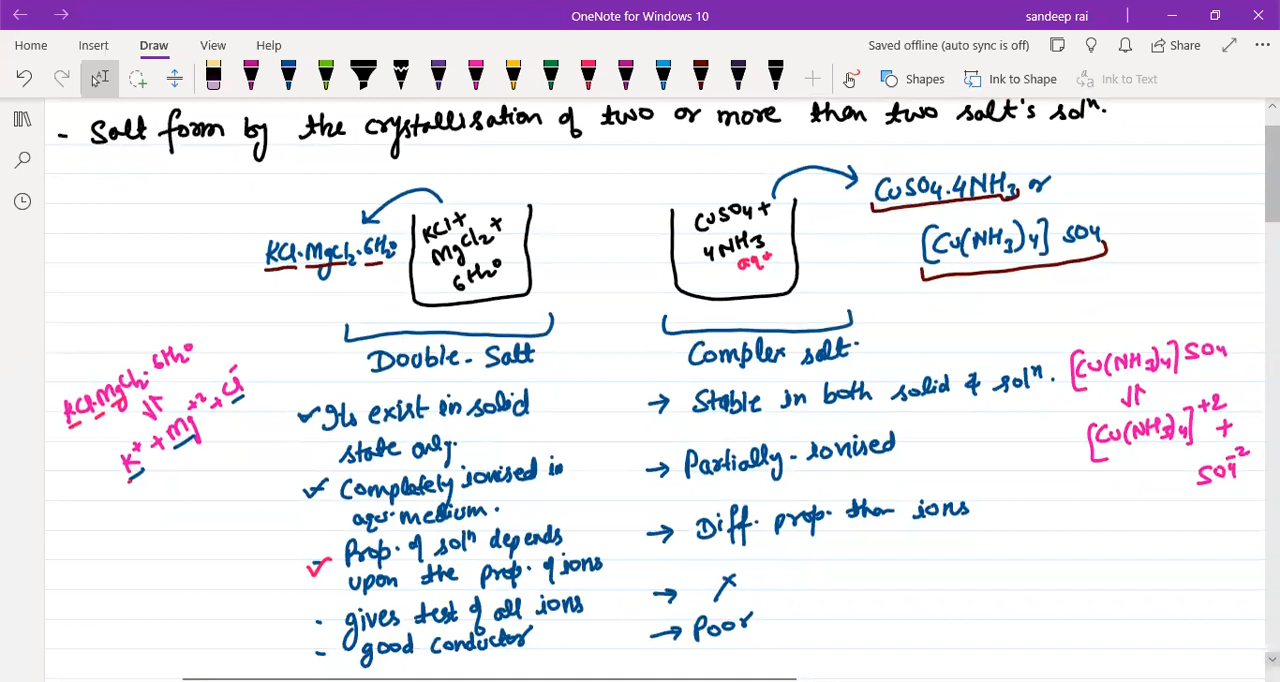 OneNote for Windows 10
sandeep rai
Home Insert Draw View Help
Saved offline (auto sync is off)
Share
Shapes
Ink to Shape
Ink to Text
- Salt form by the crystallisation of two or more then two salt's solⁿ.
KCl·MgCl₂·6H₂O
KCl +
MgCl₂ +
6H₂O
CuSO₄ +
4NH₃
aq+
CuSO₄.4NH₃ or
[Cu(NH₃)₄] SO₄
Double-Salt
Complex salt.
KCl·MgCl₂·6H₂O
⇌
K⁺ + Mg⁺² + Cl⁻
✓ Its exist in solid
state only.
✓ Completely ionised in
aqs. medium.
✓ Prop. of solⁿ depends
upon the prop. of ions
· gives test of all ions
- good conductor
→ Stable in both solid & solⁿ.
→ Partially-ionised
→ Diff. prop. than ions
→ ✗
→ Poor
[Cu(NH₃)₄]SO₄
⇌
[Cu(NH₃)₄]⁺²
+
SO₄⁻²